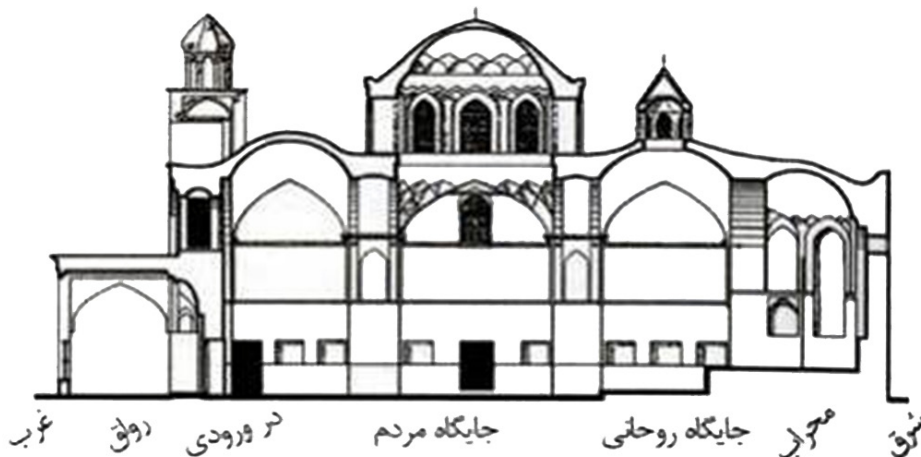 شرق محراب جایگاه روحانی جایگاه مردم در ورودی رواق غرب